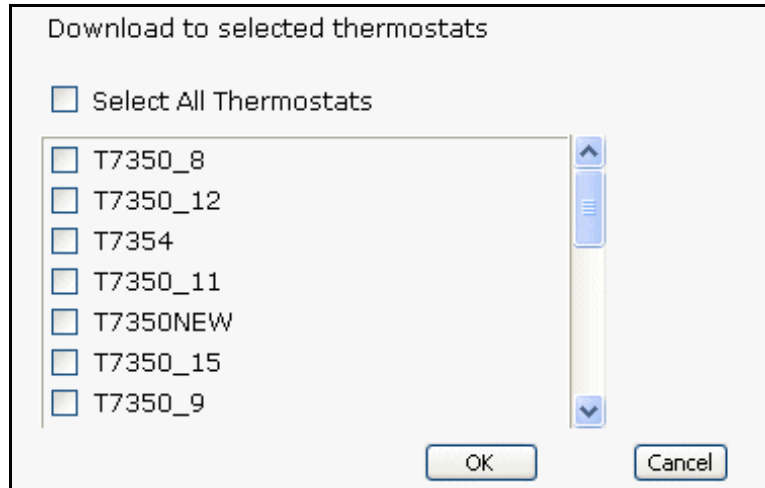 Download to selected thermostats
Select All Thermostats
T7350_8
T7350_12
T7354
T7350_11
T7350NEW
T7350_15
T7350_9
OK
Cancel